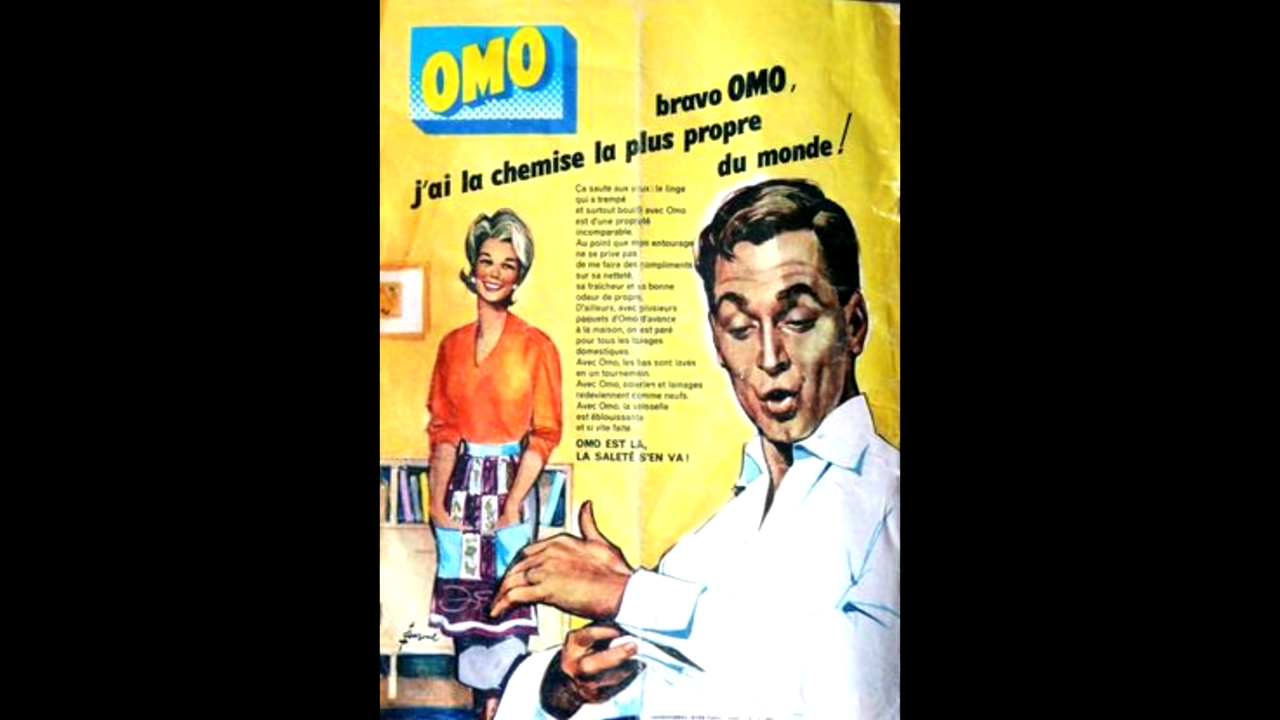 OMO
bravo OMO,
j'ai la chemise la plus propre
du monde!
Ça saute aux yeux: le linge
qui a trempé
et surtout bouilli avec Omo
est d'une propreté
incomparable.
Au point que mon entourage
ne se prive pas
de me faire des compliments
sur sa netteté,
sa fraîcheur et sa bonne
odeur de propre.
D'ailleurs, avec plusieurs
paquets d'Omo d'avance
à la maison, on est paré
pour tous les lavages
domestiques.
Avec Omo, les bas sont lavés
en un tournemain.
Avec Omo, soieries et lainages
redeviennent comme neufs.
Avec Omo, la vaisselle
est éblouissante
et si vite faite.
OMO EST LÀ,
LA SALETÉ S'EN VA!